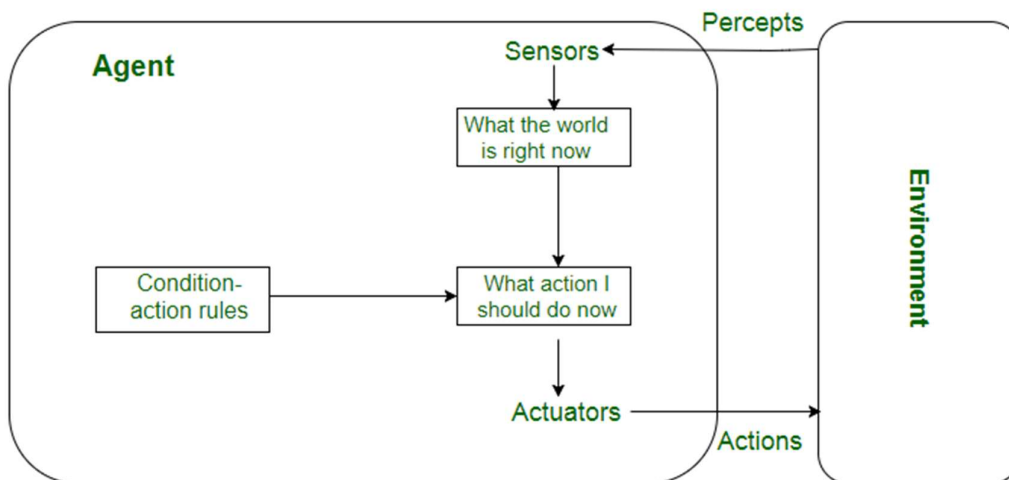 Percepts
Sensors
Agent
What the world
is right now
Environment
Condition-
action rules
What action I
should do now
Actuators
Actions